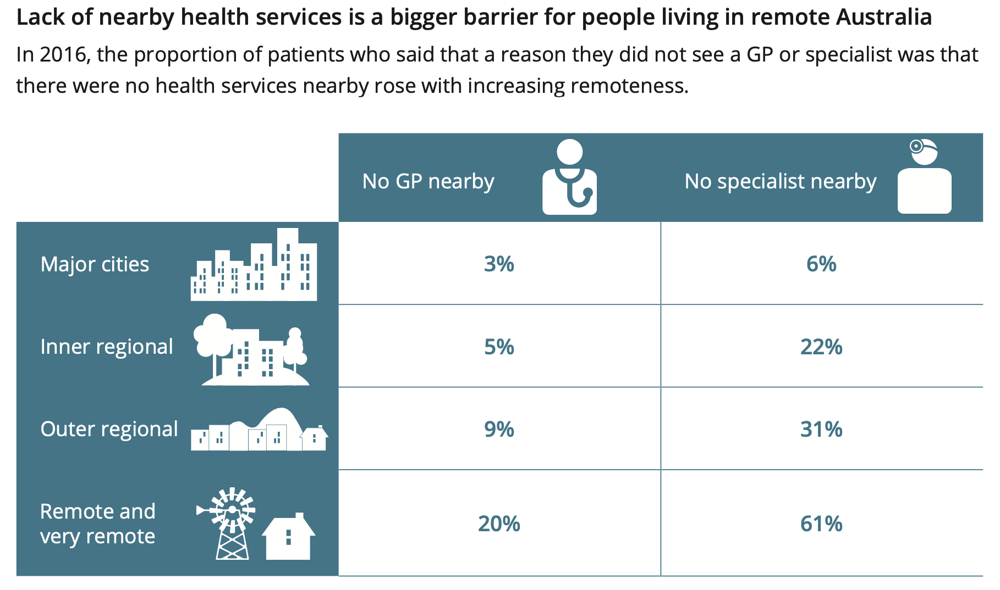 Lack of nearby health services is a bigger barrier for people living in remote Australia
In 2016, the proportion of patients who said that a reason they did not see a GP or specialist was that
there were no health services nearby rose with increasing remoteness.
No GP nearby
No specialist nearby
Major cities
3%
6%
Inner regional
5%
22%
Outer regional
9%
31%
Remote and
very remote
20%
61%